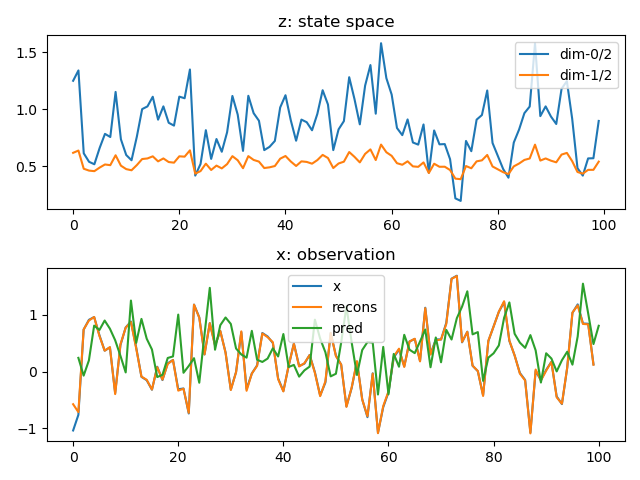 z: state space
1.5
1.0
0.5
dim-0/2
dim-1/2
0 20 40 60 80 100
x: observation
1
0
−1
x
recons
pred
0 20 40 60 80 100